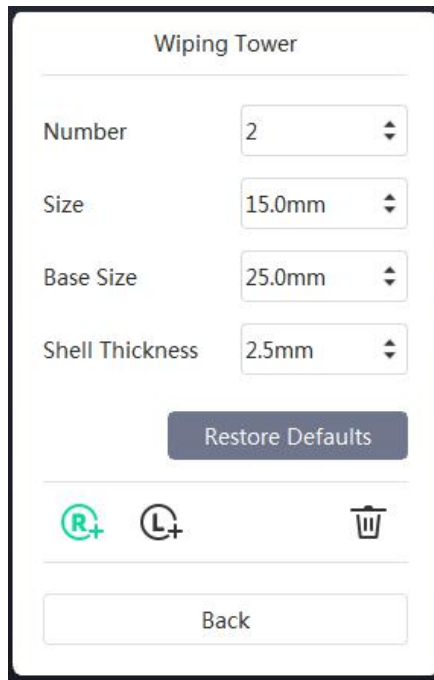 Wiping Tower
Number 2
Size 15.0mm
Base Size 25.0mm
Shell Thickness 2.5mm
Restore Defaults
R+ L+
Back